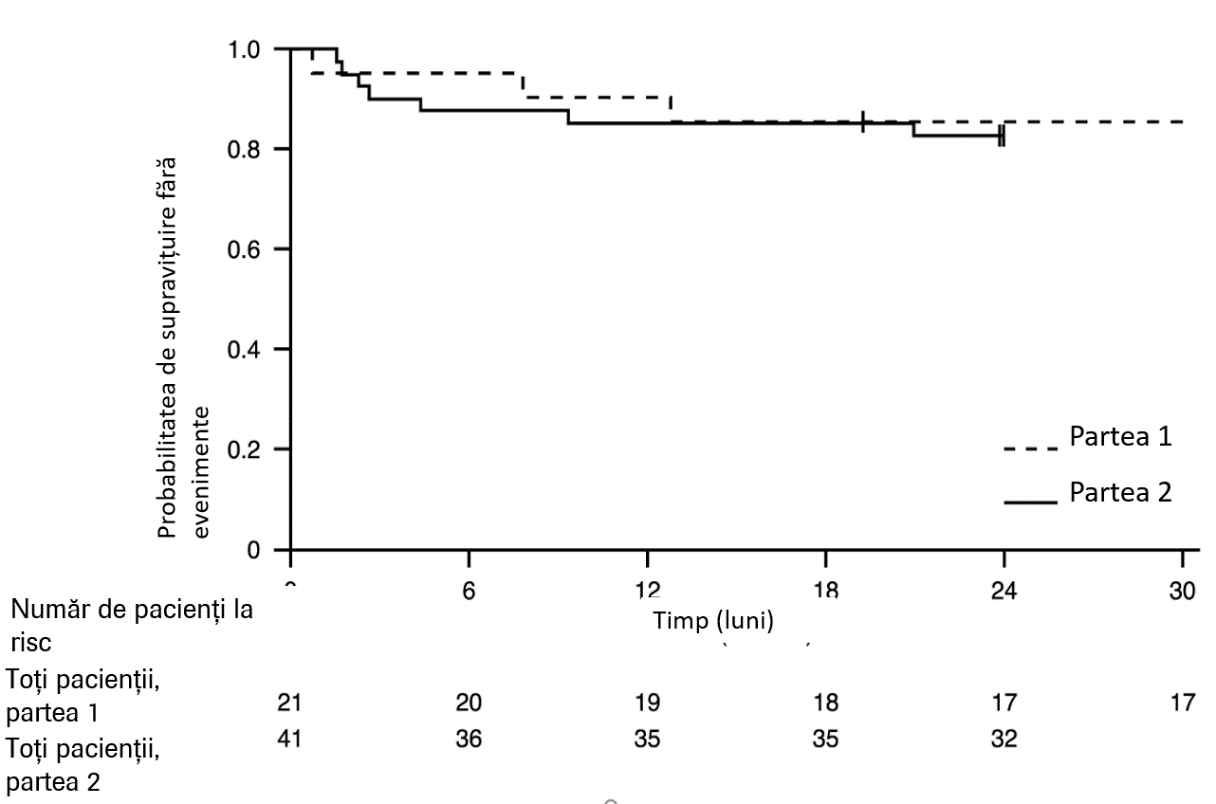 1.0
0.8
0.6
0.4
0.2
0
Probabilitatea de supravițuire fără
evenimente
Partea 1
Partea 2
6 12 18 24 30
Timp (luni)
Număr de pacienți la
risc
Toți pacienții,
partea 1
21 20 19 18 17 17
Toți pacienții,
partea 2
41 36 35 35 32